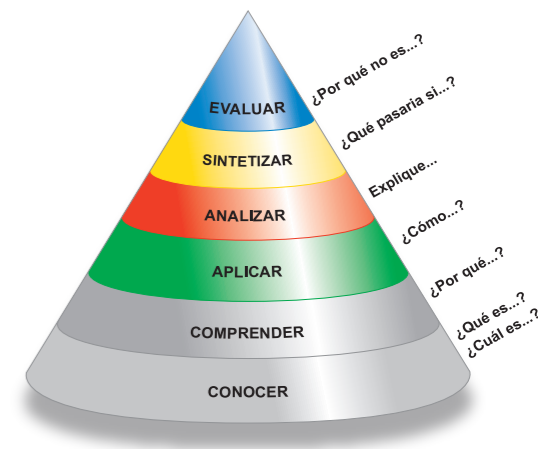 ¿Por qué no es...?
EVALUAR
¿Qué pasaria si...?
SINTETIZAR
Explique...
ANALIZAR
¿Cómo...?
APLICAR
¿Por qué...?
COMPRENDER
¿Qué es...?
¿Cuál es...?
CONOCER